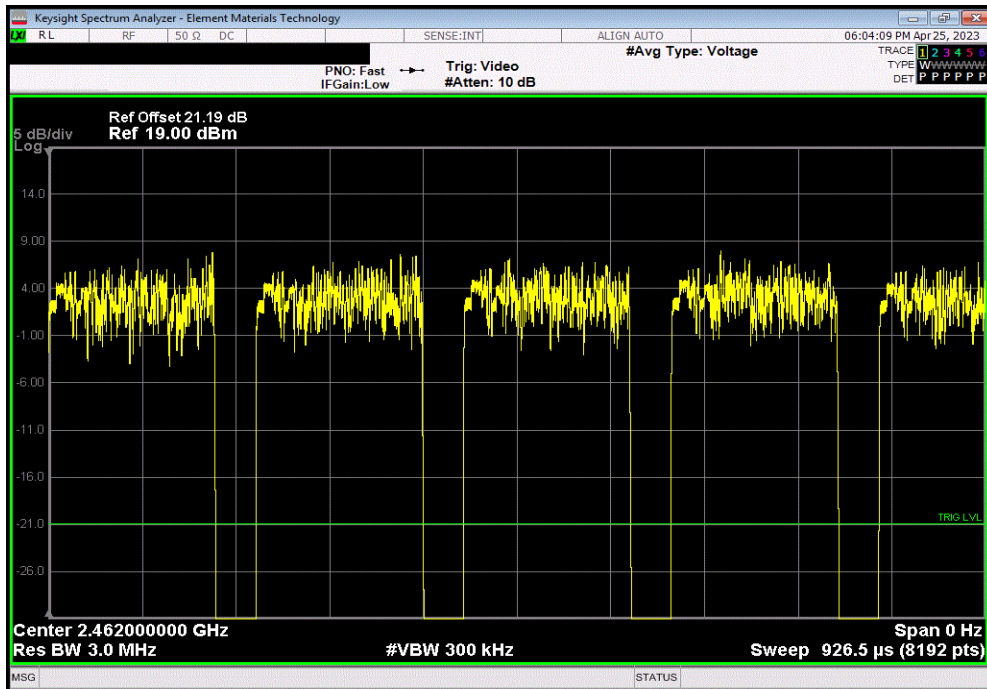 Keysight Spectrum Analyzer - Element Materials Technology
LXI RL RF 50 Ω DC SENSE:INT ALIGN AUTO 06:04:09 PM Apr 25, 2023
#Avg Type: Voltage
TRACE 1 2 3 4 5 6
PNO: Fast Trig: Video
TYPE WWWWWW
IFGain:Low #Atten: 10 dB
DET P P P P P P
Ref Offset 21.19 dB
5 dB/div Ref 19.00 dBm
Log
14.0
9.00
4.00
-1.00
-6.00
-11.0
-16.0
-21.0
TRIG LVL
-26.0
Center 2.462000000 GHz Span 0 Hz
Res BW 3.0 MHz #VBW 300 kHz Sweep 926.5 µs (8192 pts)
MSG STATUS